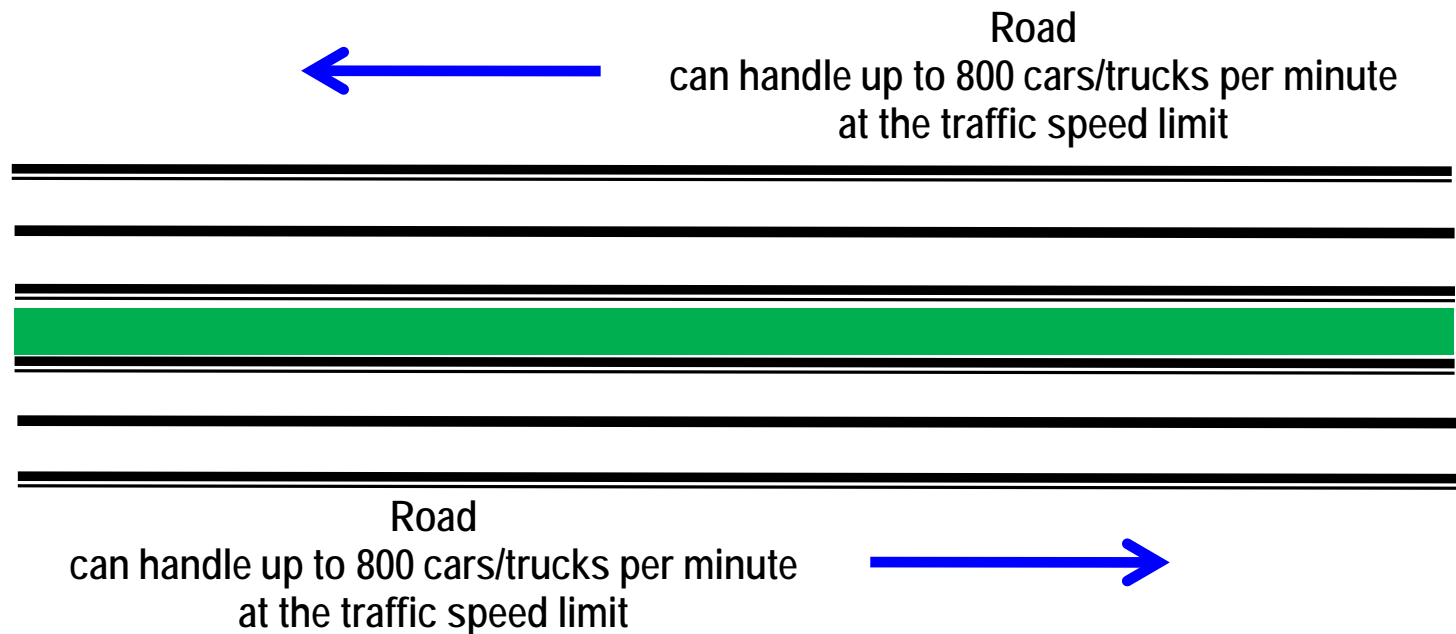 Road
can handle up to 800 cars/trucks per minute
at the traffic speed limit
Road
can handle up to 800 cars/trucks per minute
at the traffic speed limit